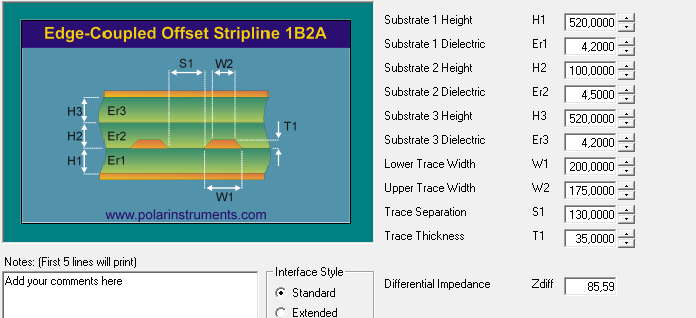 Edge-Coupled Offset Stripline 1B2A
S1 W2
H3 Er3
H2 Er2 T1
H1 Er1
W1
www.polarinstruments.com
Substrate 1 Height H1 520,0000
Substrate 1 Dielectric Er1 4,2000
Substrate 2 Height H2 100,0000
Substrate 2 Dielectric Er2 4,5000
Substrate 3 Height H3 520,0000
Substrate 3 Dielectric Er3 4,2000
Lower Trace Width W1 200,0000
Upper Trace Width W2 175,0000
Trace Separation S1 130,0000
Trace Thickness T1 35,0000
Notes: (First 5 lines will print)
Add your comments here
Interface Style
Standard
Extended
Differential Impedance Zdiff 85,59